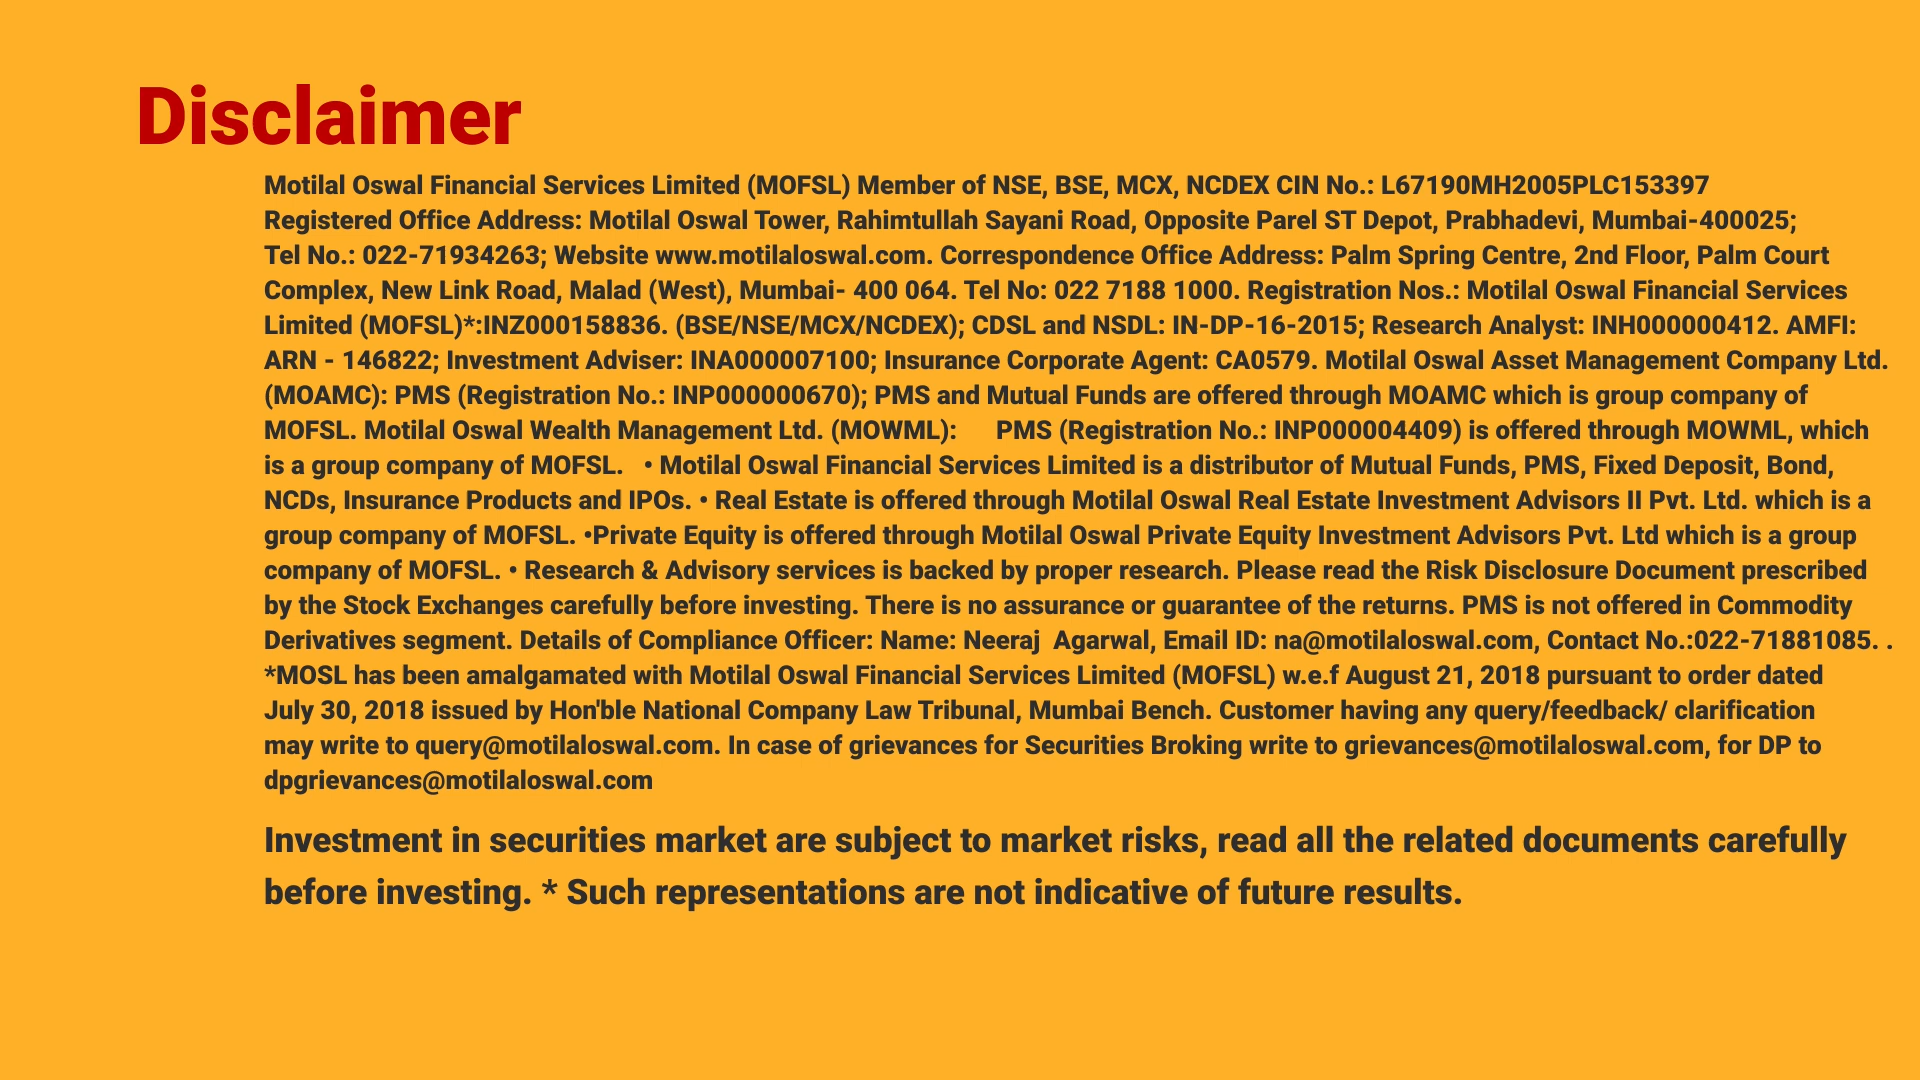 Disclaimer
Motilal Oswal Financial Services Limited (MOFSL) Member of NSE, BSE, MCX, NCDEX CIN No.: L67190MH2005PLC153397
Registered Office Address: Motilal Oswal Tower, Rahimtullah Sayani Road, Opposite Parel ST Depot, Prabhadevi, Mumbai-400025;
Tel No.: 022-71934263; Website www.motilaloswal.com. Correspondence Office Address: Palm Spring Centre, 2nd Floor, Palm Court
Complex, New Link Road, Malad (West), Mumbai- 400 064. Tel No: 022 7188 1000. Registration Nos.: Motilal Oswal Financial Services
Limited (MOFSL)*:INZ000158836. (BSE/NSE/MCX/NCDEX); CDSL and NSDL: IN-DP-16-2015; Research Analyst: INH000000412. AMFI:
ARN - 146822; Investment Adviser: INA000007100; Insurance Corporate Agent: CA0579. Motilal Oswal Asset Management Company Ltd.
(MOAMC): PMS (Registration No.: INP000000670); PMS and Mutual Funds are offered through MOAMC which is group company of
MOFSL. Motilal Oswal Wealth Management Ltd. (MOWML):      PMS (Registration No.: INP000004409) is offered through MOWML, which
is a group company of MOFSL.   • Motilal Oswal Financial Services Limited is a distributor of Mutual Funds, PMS, Fixed Deposit, Bond,
NCDs, Insurance Products and IPOs. • Real Estate is offered through Motilal Oswal Real Estate Investment Advisors II Pvt. Ltd. which is a
group company of MOFSL. •Private Equity is offered through Motilal Oswal Private Equity Investment Advisors Pvt. Ltd which is a group
company of MOFSL. • Research & Advisory services is backed by proper research. Please read the Risk Disclosure Document prescribed
by the Stock Exchanges carefully before investing. There is no assurance or guarantee of the returns. PMS is not offered in Commodity
Derivatives segment. Details of Compliance Officer: Name: Neeraj  Agarwal, Email ID: na@motilaloswal.com, Contact No.:022-71881085. .
*MOSL has been amalgamated with Motilal Oswal Financial Services Limited (MOFSL) w.e.f August 21, 2018 pursuant to order dated
July 30, 2018 issued by Hon'ble National Company Law Tribunal, Mumbai Bench. Customer having any query/feedback/ clarification
may write to query@motilaloswal.com. In case of grievances for Securities Broking write to grievances@motilaloswal.com, for DP to
dpgrievances@motilaloswal.com
Investment in securities market are subject to market risks, read all the related documents carefully
before investing. * Such representations are not indicative of future results.